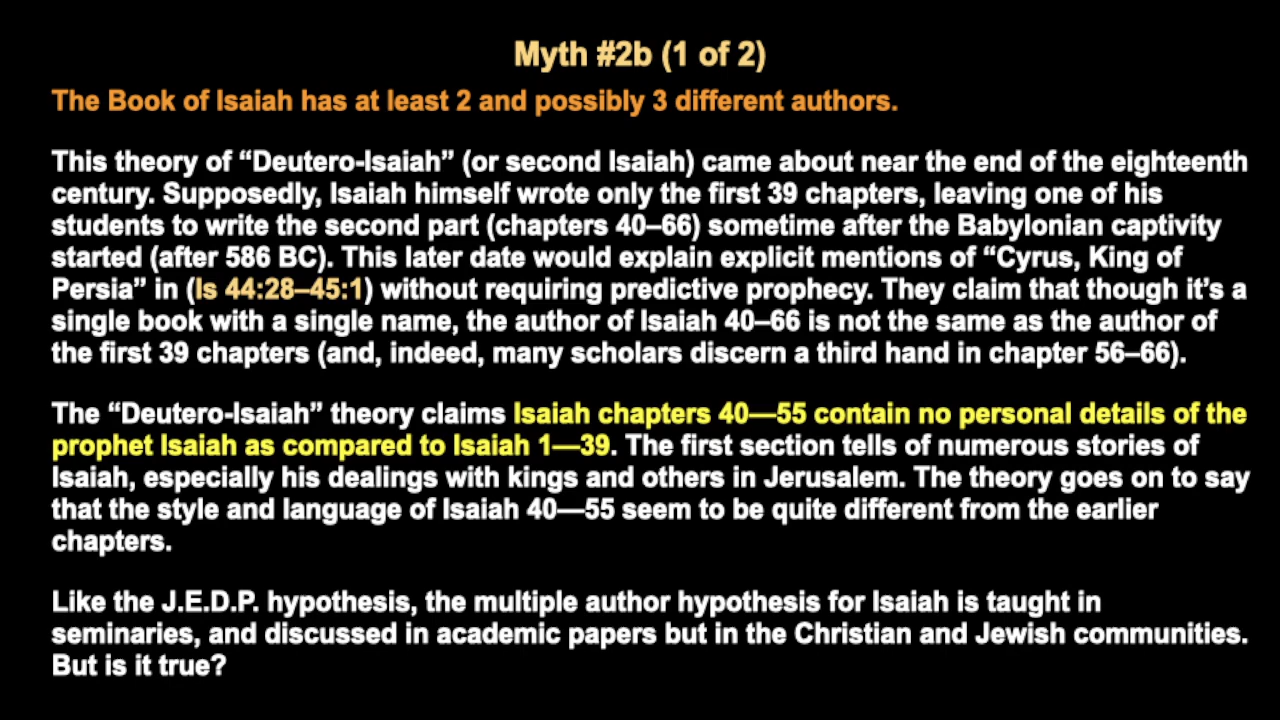 Myth #2b (1 of 2)
The Book of Isaiah has at least 2 and possibly 3 different authors.
This theory of “Deutero-Isaiah” (or second Isaiah) came about near the end of the eighteenth
century. Supposedly, Isaiah himself wrote only the first 39 chapters, leaving one of his
students to write the second part (chapters 40–66) sometime after the Babylonian captivity
started (after 586 BC). This later date would explain explicit mentions of “Cyrus, King of
Persia” in (Is 44:28–45:1) without requiring predictive prophecy. They claim that though it’s a
single book with a single name, the author of Isaiah 40–66 is not the same as the author of
the first 39 chapters (and, indeed, many scholars discern a third hand in chapter 56–66).
The “Deutero-Isaiah” theory claims Isaiah chapters 40—55 contain no personal details of the
prophet Isaiah as compared to Isaiah 1—39. The first section tells of numerous stories of
Isaiah, especially his dealings with kings and others in Jerusalem. The theory goes on to say
that the style and language of Isaiah 40—55 seem to be quite different from the earlier
chapters.
Like the J.E.D.P. hypothesis, the multiple author hypothesis for Isaiah is taught in
seminaries, and discussed in academic papers but in the Christian and Jewish communities.
But is it true?